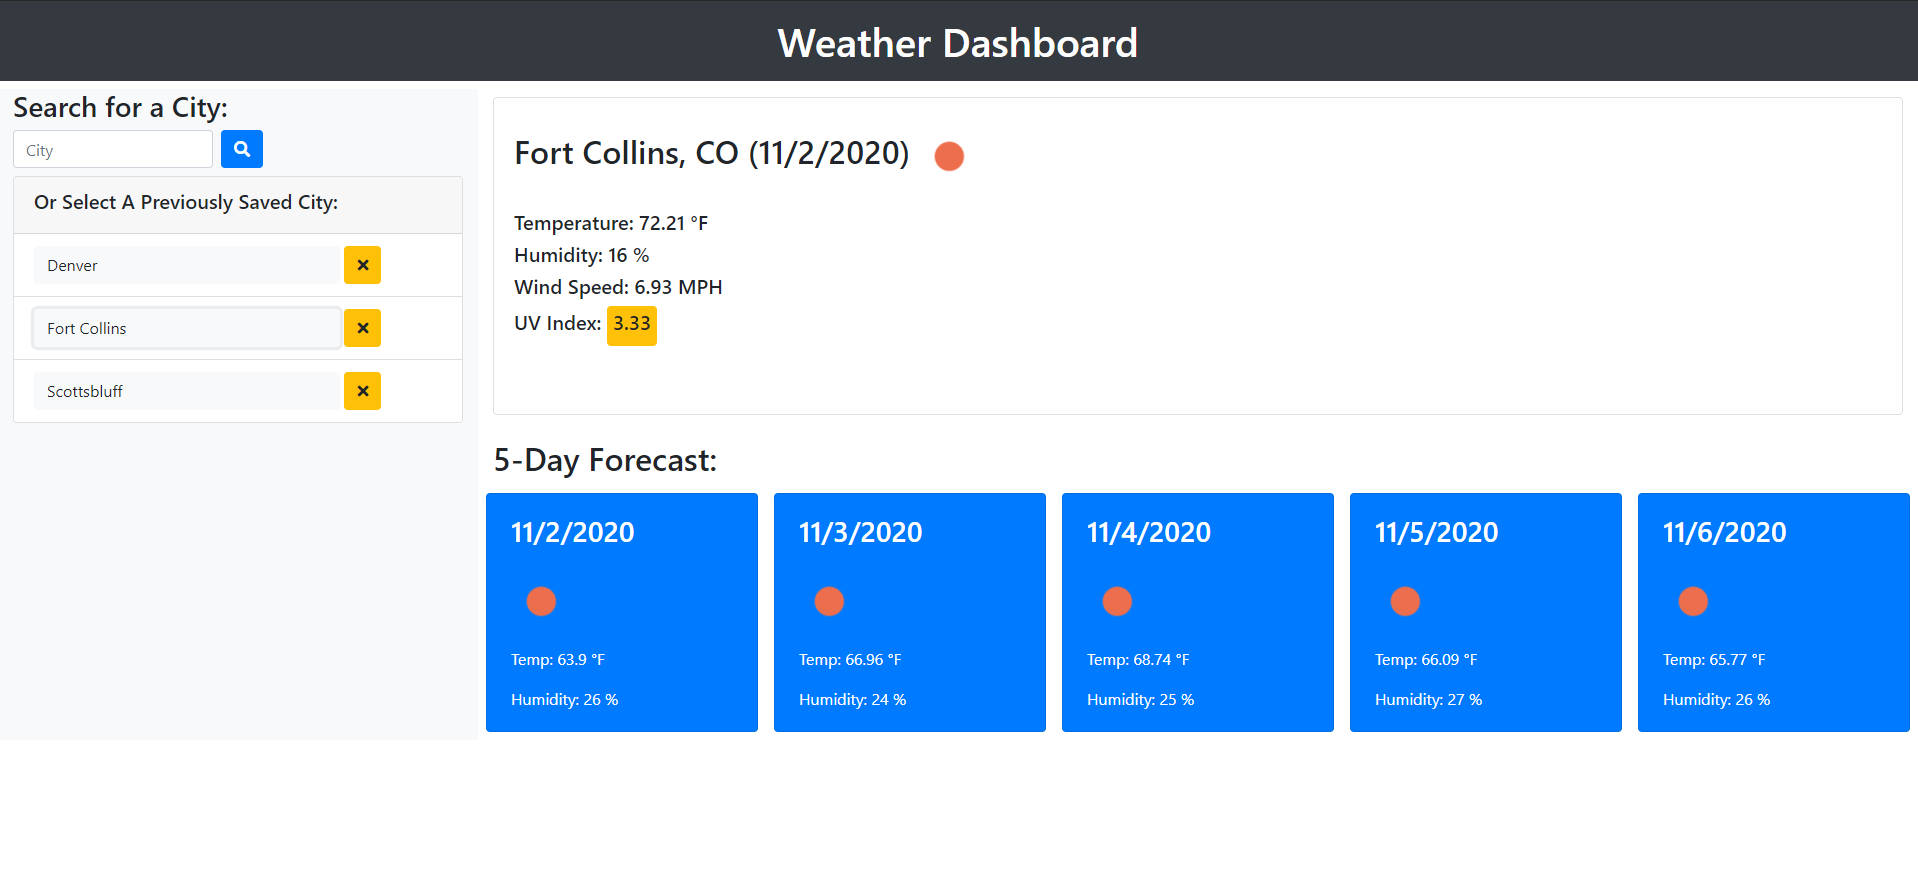 Weather Dashboard
Search for a City:
City
Or Select A Previously Saved City:
Denver
Fort Collins
Scottsbluff
Fort Collins, CO (11/2/2020)
Temperature: 72.21 °F
Humidity: 16 %
Wind Speed: 6.93 MPH
UV Index: 3.33
5-Day Forecast:
11/2/2020
Temp: 63.9 °F
Humidity: 26 %
11/3/2020
Temp: 66.96 °F
Humidity: 24 %
11/4/2020
Temp: 68.74 °F
Humidity: 25 %
11/5/2020
Temp: 66.09 °F
Humidity: 27 %
11/6/2020
Temp: 65.77 °F
Humidity: 26 %